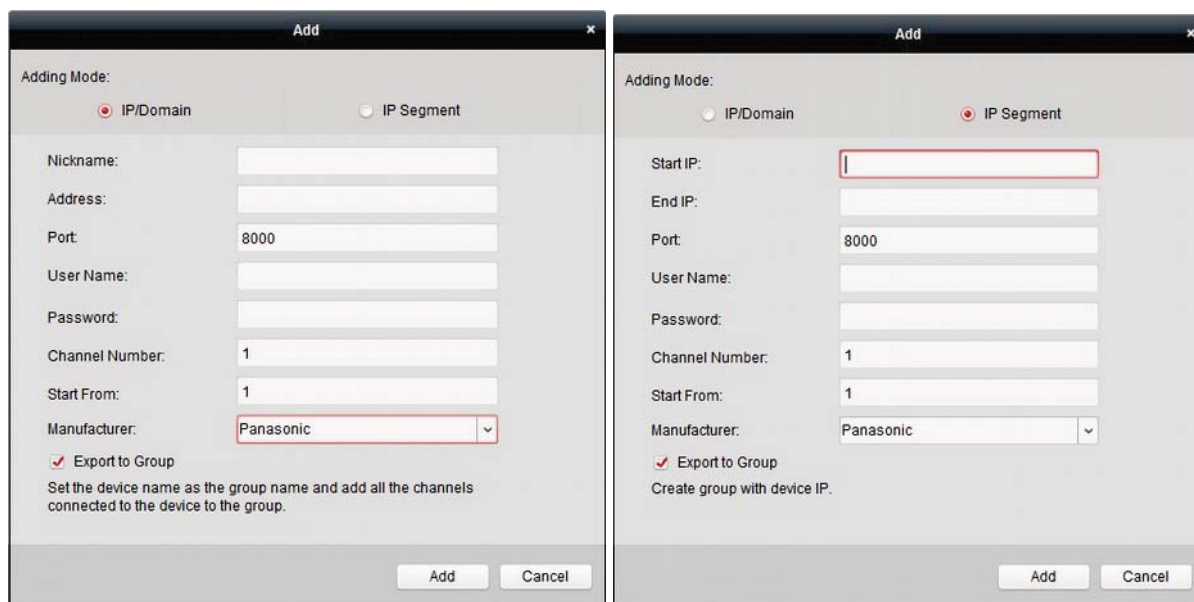 Add ×
Adding Mode:
IP/Domain IP Segment
Nickname:
Address:
Port: 8000
User Name:
Password:
Channel Number: 1
Start From: 1
Manufacturer: Panasonic
Export to Group
Set the device name as the group name and add all the channels
connected to the device to the group.
Add Cancel
Add ×
Adding Mode:
IP/Domain IP Segment
Start IP:
End IP:
Port: 8000
User Name:
Password:
Channel Number: 1
Start From: 1
Manufacturer: Panasonic
Export to Group
Create group with device IP.
Add Cancel